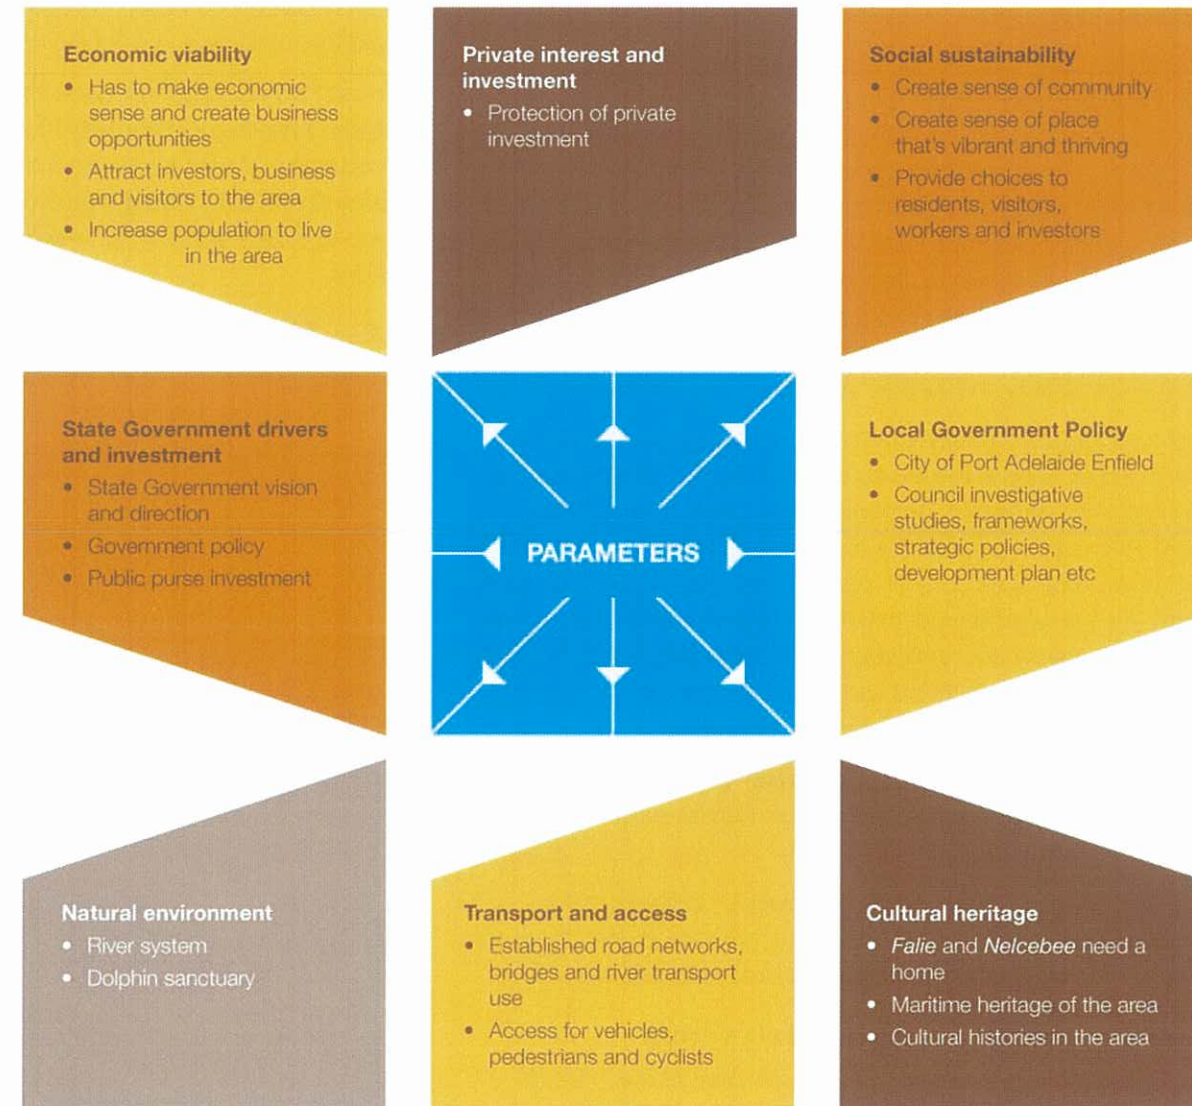 Economic viability
• Has to make economic
sense and create business
opportunities
• Attract investors, business
and visitors to the area
• Increase population to live
in the area
Private interest and
investment
• Protection of private
investment
Social sustainability
• Create sense of community
• Create sense of place
that's vibrant and thriving
• Provide choices to
residents, visitors,
workers and investors
State Government drivers
and investment
• State Government vision
and direction
• Government policy
• Public purse investment
PARAMETERS
Local Government Policy
• City of Port Adelaide Enfield
• Council investigative
studies, frameworks,
strategic policies,
development plan etc
Natural environment
• River system
• Dolphin sanctuary
Transport and access
• Established road networks,
bridges and river transport
use
• Access for vehicles,
pedestrians and cyclists
Cultural heritage
• Falie and Nelcebee need a
home
• Maritime heritage of the area
• Cultural histories in the area